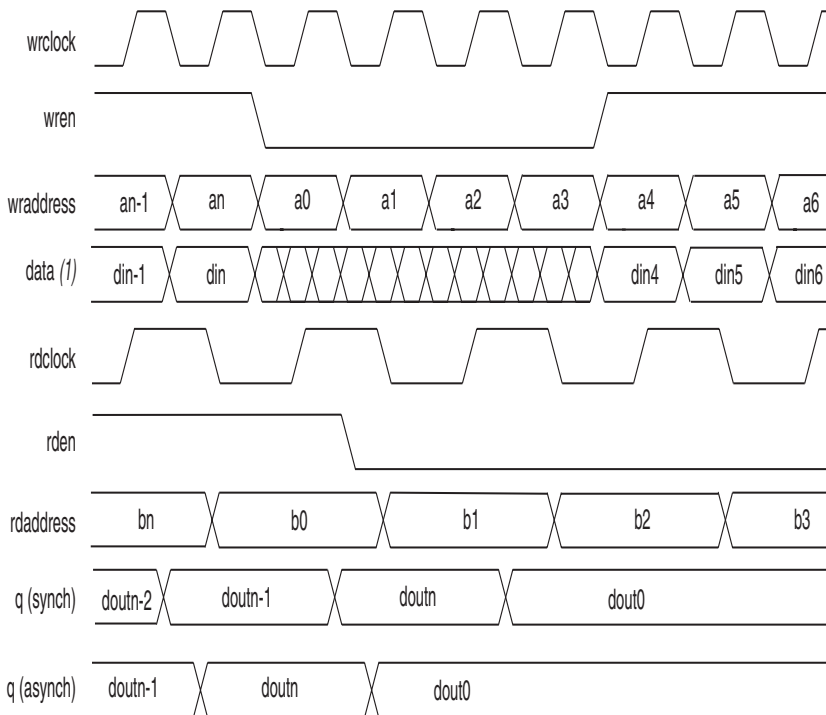 wrclock
wren
wraddress an-1 an a0 a1 a2 a3 a4 a5 a6
data (1) din-1 din din4 din5 din6
rdclock
rden
rdaddress bn b0 b1 b2 b3
q (synch) doutn-2 doutn-1 doutn dout0
q (asynch) doutn-1 doutn dout0